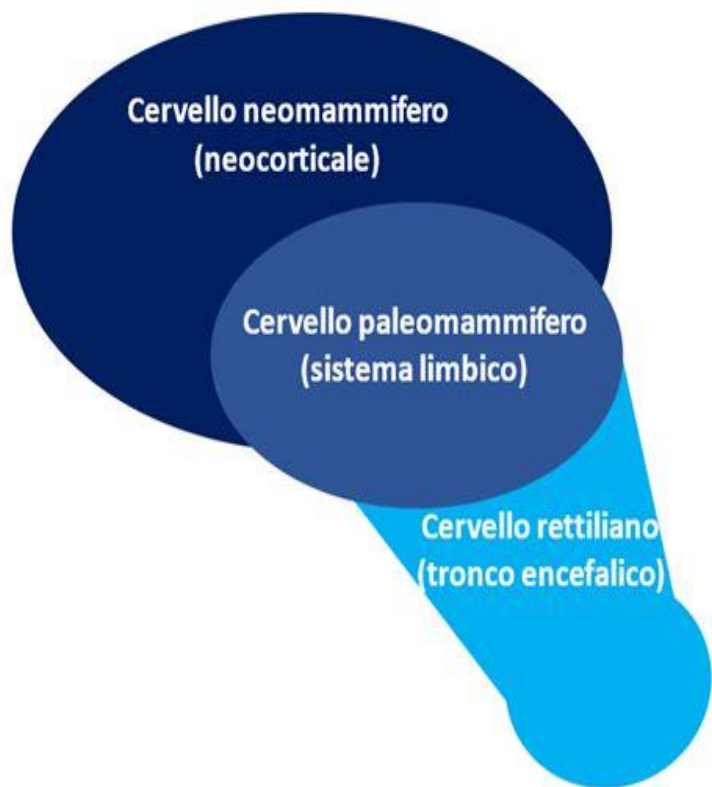 Cervello neomammifero
(neocorticale)
Cervello paleomammifero
(sistema limbico)
Cervello rettiliano
(tronco encefalico)